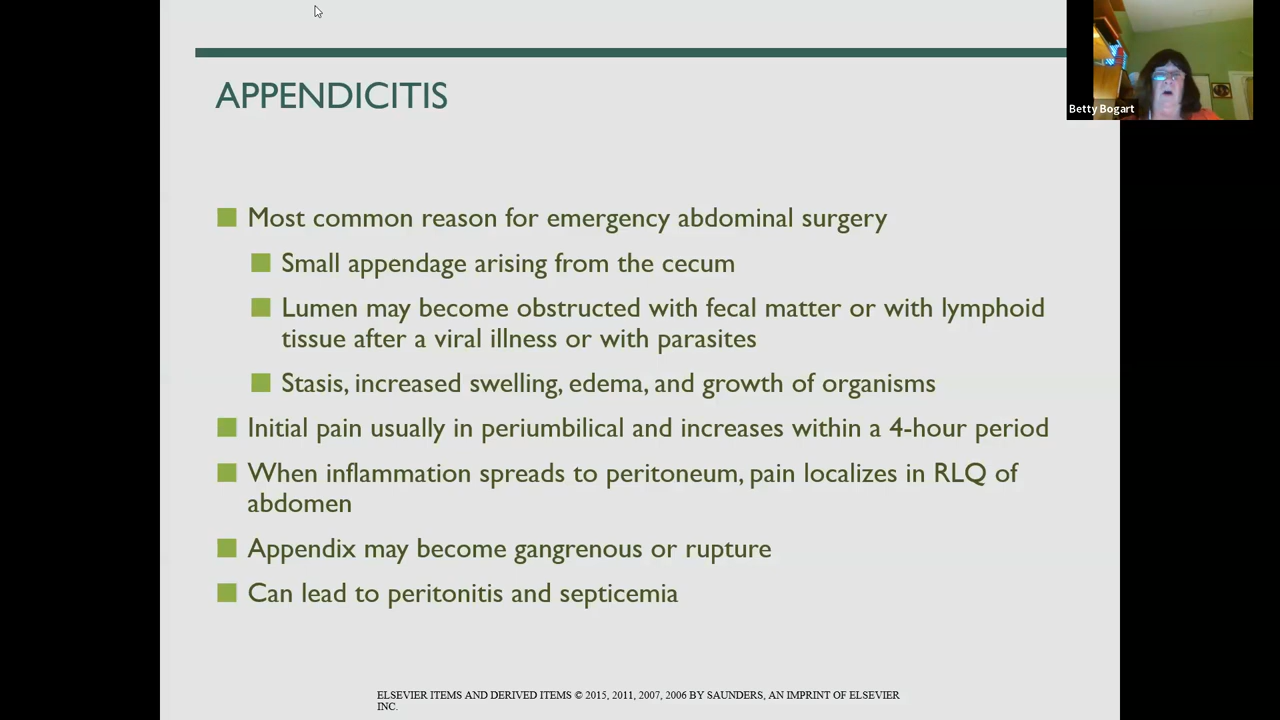 Betty Bogart
APPENDICITIS
Most common reason for emergency abdominal surgery
Small appendage arising from the cecum
Lumen may become obstructed with fecal matter or with lymphoid
tissue after a viral illness or with parasites
Stasis, increased swelling, edema, and growth of organisms
Initial pain usually in periumbilical and increases within a 4-hour period
When inflammation spreads to peritoneum, pain localizes in RLQ of
abdomen
Appendix may become gangrenous or rupture
Can lead to peritonitis and septicemia
ELSEVIER ITEMS AND DERIVED ITEMS © 2015, 2011, 2007, 2006 BY SAUNDERS, AN IMPRINT OF ELSEVIER
INC.